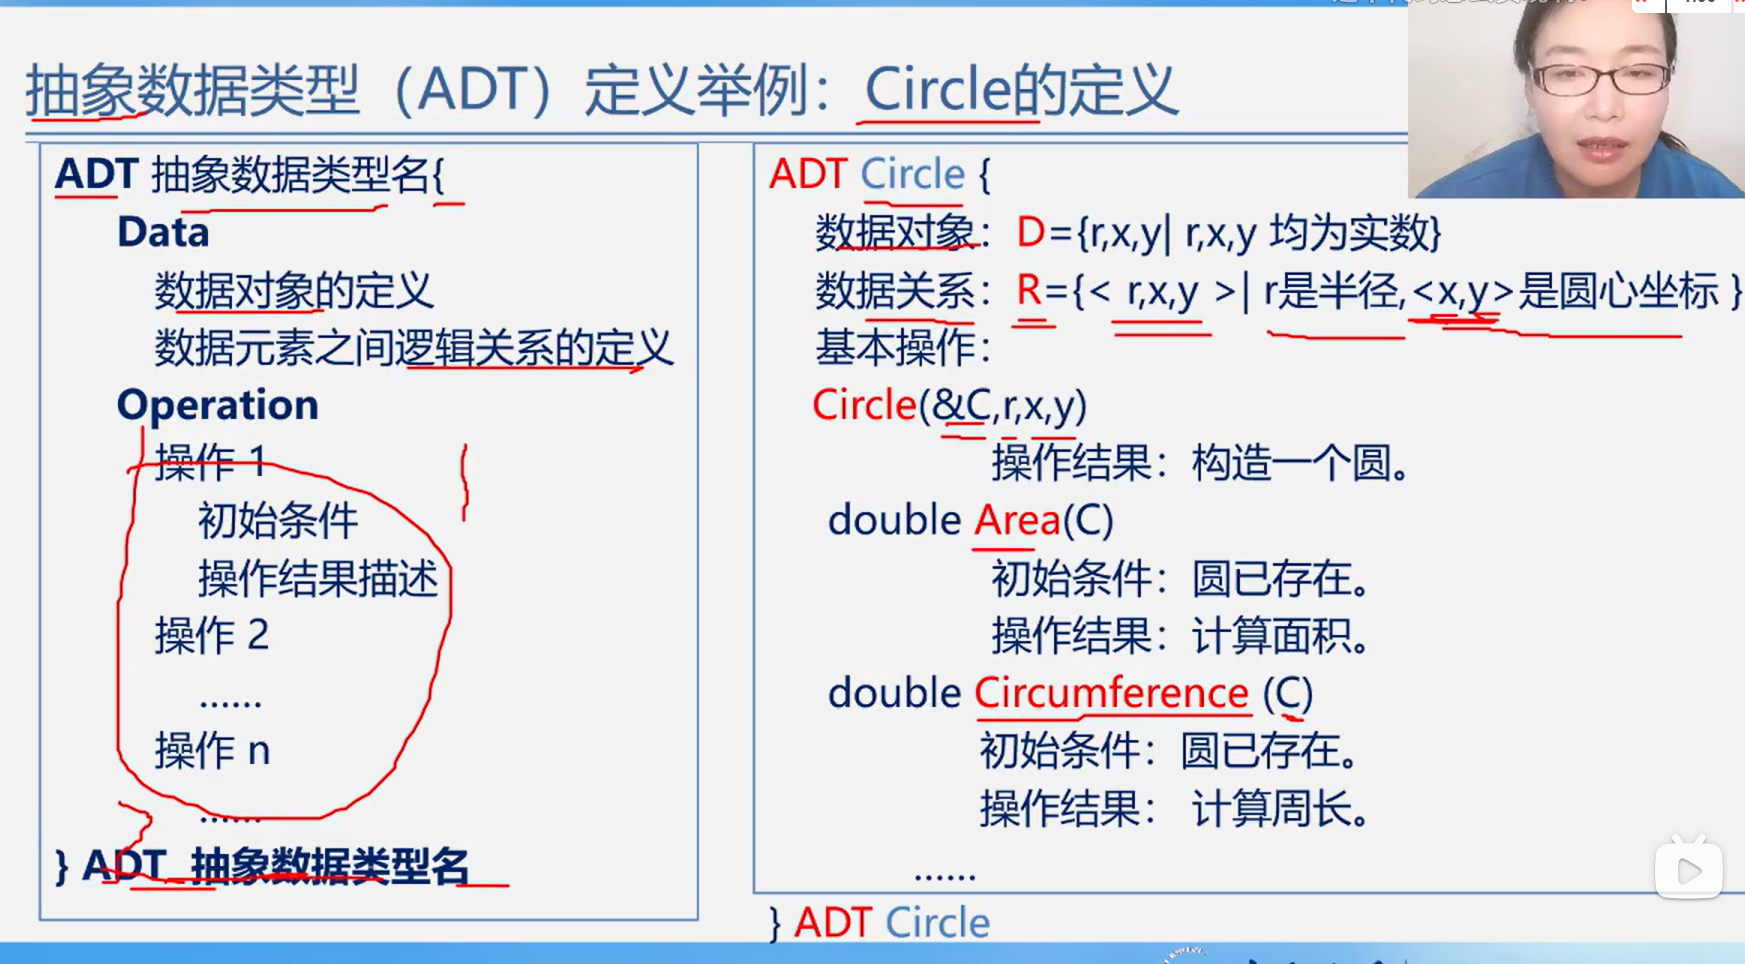 抽象数据类型（ADT）定义举例：Circle的定义
ADT 抽象数据类型名{
Data
数据对象的定义
数据元素之间逻辑关系的定义
Operation
操作 1
初始条件
操作结果描述
操作 2
......
操作 n
......
} ADT 抽象数据类型名
ADT Circle {
数据对象：D={r,x,y| r,x,y 均为实数}
数据关系：R={< r,x,y >| r是半径,<x,y>是圆心坐标 }
基本操作：
Circle(&C,r,x,y)
操作结果：构造一个圆。
double Area(C)
初始条件：圆已存在。
操作结果：计算面积。
double Circumference (C)
初始条件：圆已存在。
操作结果： 计算周长。
......
} ADT Circle